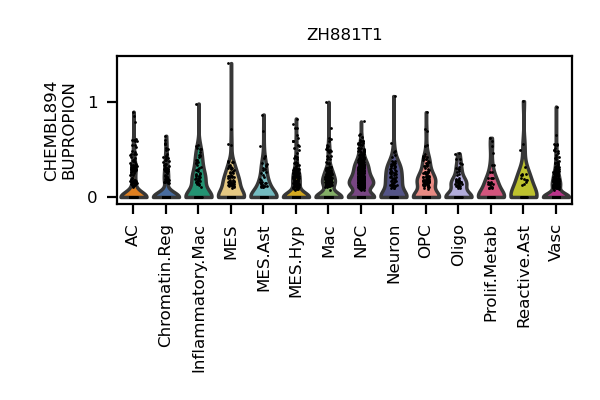 ZH881T1
CHEMBL894
BUPROPION
1
0
AC
Chromatin.Reg
Inflammatory.Mac
MES
MES.Ast
MES.Hyp
Mac
NPC
Neuron
OPC
Oligo
Prolif.Metab
Reactive.Ast
Vasc